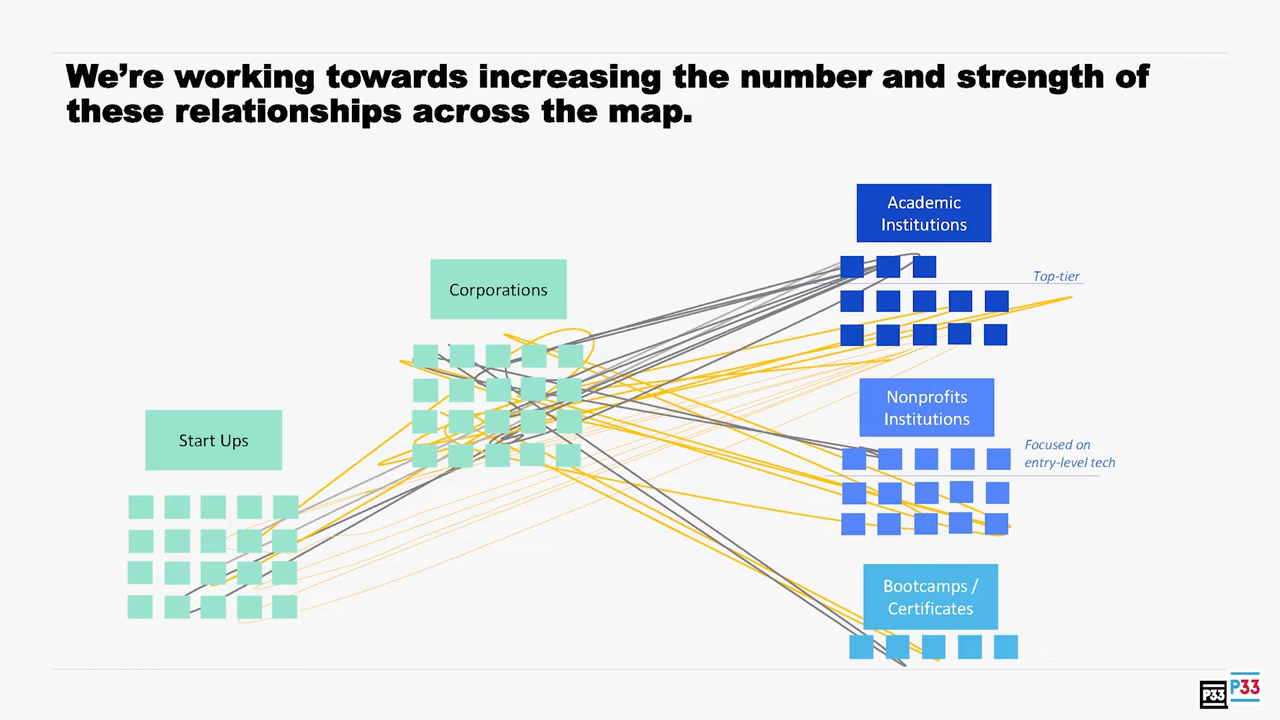 We're working towards increasing the number and strength of
these relationships across the map.
Academic
Institutions
Top-tier
Corporations
Nonprofits
Institutions
Focused on
entry-level tech
Start Ups
Bootcamps /
Certificates
P33
P33